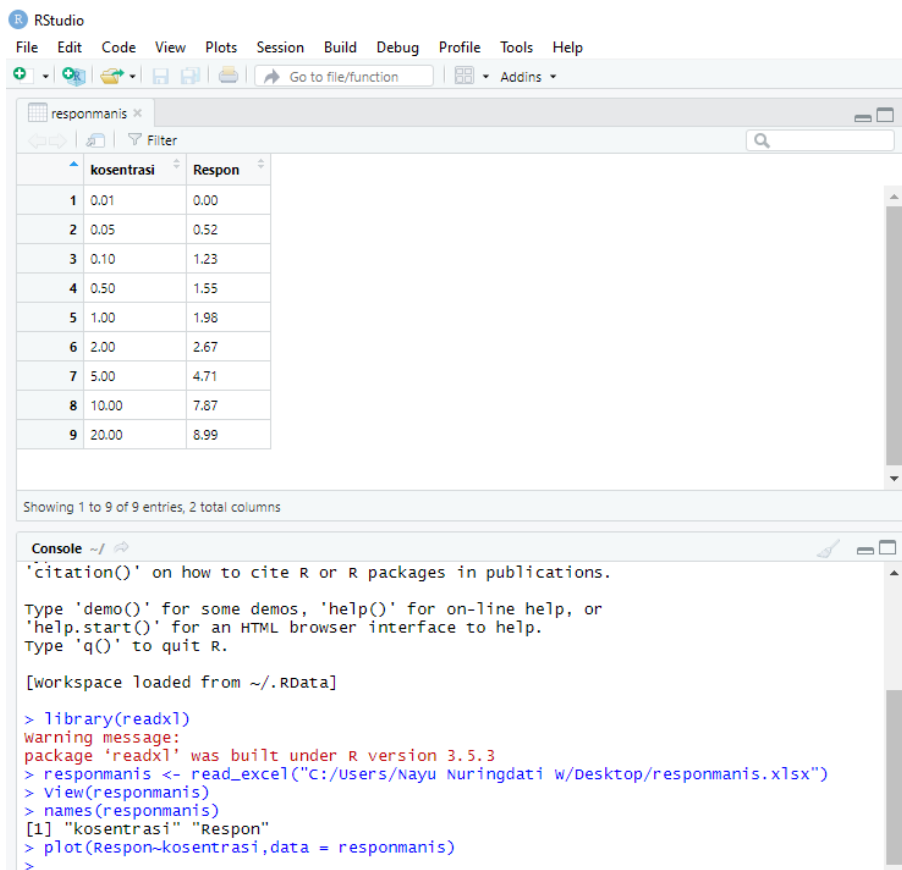 RStudio
File Edit Code View Plots Session Build Debug Profile Tools Help
Go to file/function Addins
responmanis
Filter
kosentrasi Respon
1 0.01 0.00
2 0.05 0.52
3 0.10 1.23
4 0.50 1.55
5 1.00 1.98
6 2.00 2.67
7 5.00 4.71
8 10.00 7.87
9 20.00 8.99
Showing 1 to 9 of 9 entries, 2 total columns
Console ~/
'citation()' on how to cite R or R packages in publications.
Type 'demo()' for some demos, 'help()' for on-line help, or
'help.start()' for an HTML browser interface to help.
Type 'q()' to quit R.
[Workspace loaded from ~/.RData]
> library(readxl)
Warning message:
package ‘readxl’ was built under R version 3.5.3
> responmanis <- read_excel("C:/Users/Nayu Nuringdati W/Desktop/responmanis.xlsx")
> View(responmanis)
> names(responmanis)
[1] "kosentrasi" "Respon"
> plot(Respon~kosentrasi,data = responmanis)
>